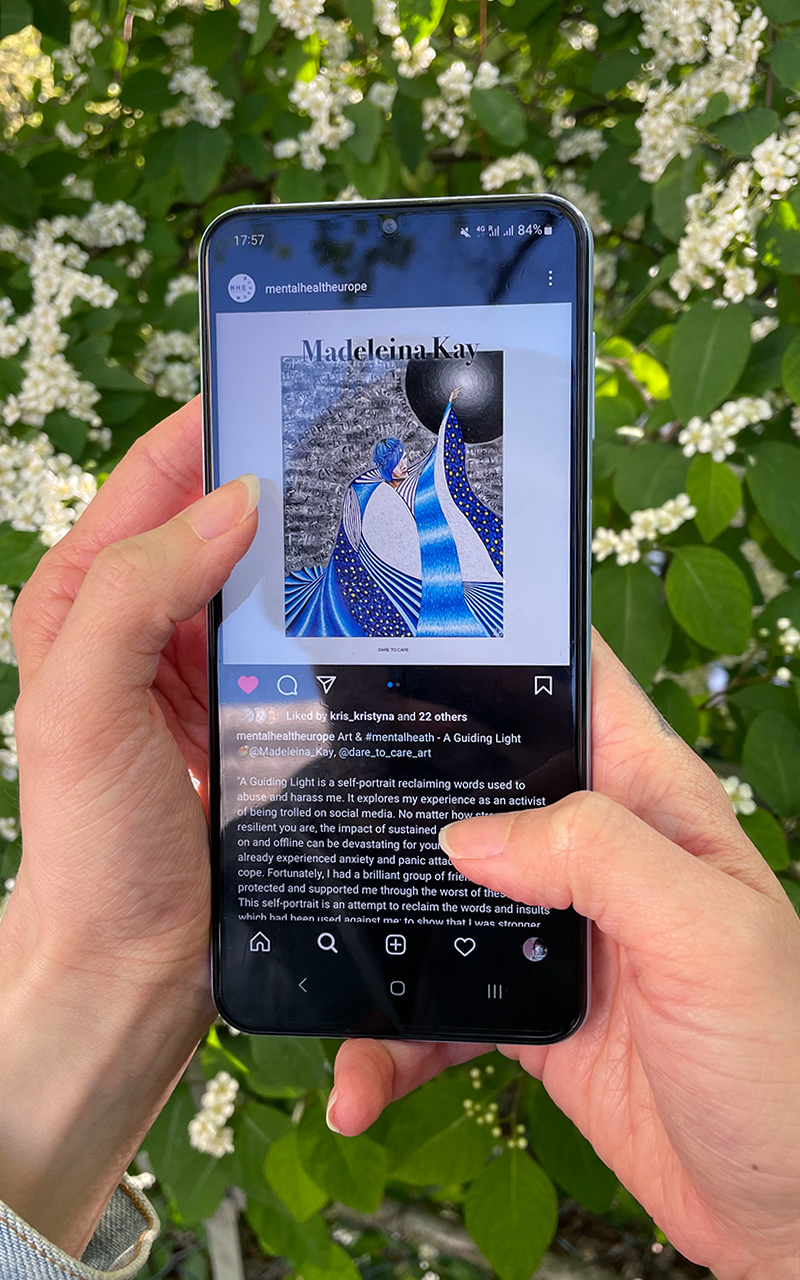 17:57
4G R 84%
MHE
mentalhealtheurope
Madeleina Kay
DARE TO CARE
Liked by kris_kristyna and 22 others
mentalhealtheurope Art & #mentalheath - A Guiding Light
@Madeleina_Kay, @dare_to_care_art
"A Guiding Light is a self-portrait reclaiming words used to
abuse and harass me. It explores my experience as an activist
of being trolled on social media. No matter how
resilient you are, the impact of sustained
on and offline can be devastating for your
already experienced anxiety and panic
cope. Fortunately, I had a brilliant group of
protected and supported me through the worst of
This self-portrait is an attempt to reclaim the words and insults
which had been used against me; to show that I was stronger